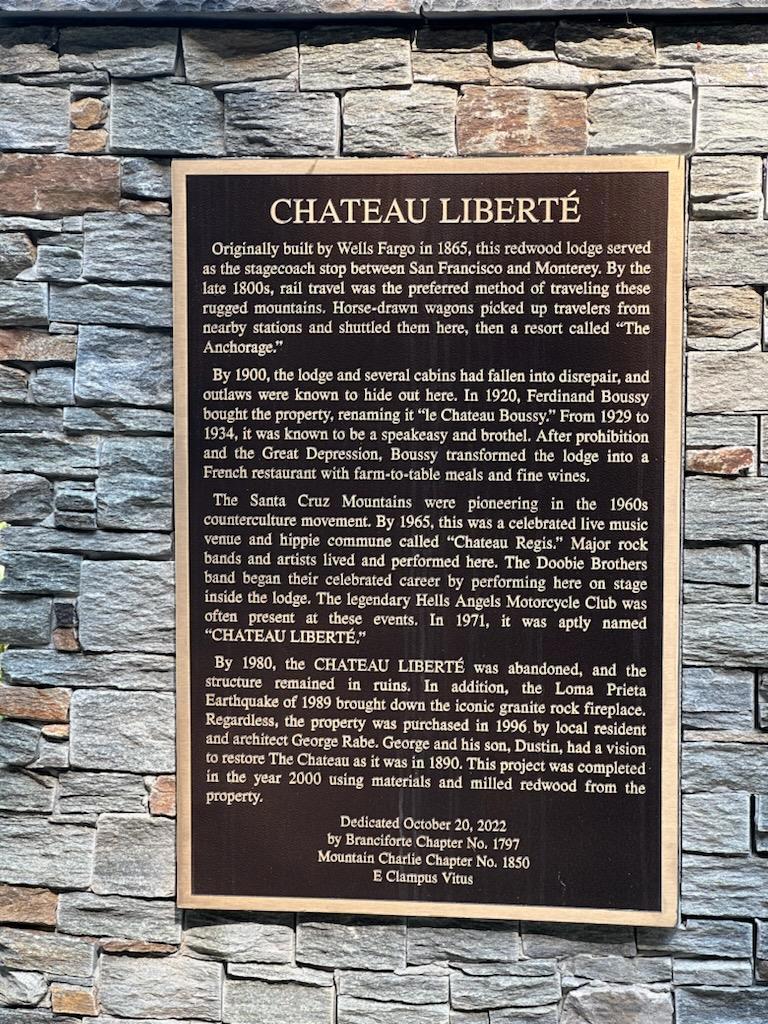 CHATEAU LIBERTÉ
Originally built by Wells Fargo in 1865, this redwood lodge served
as the stagecoach stop between San Francisco and Monterey. By the
late 1800s, rail travel was the preferred method of traveling these
rugged mountains. Horse-drawn wagons picked up travelers from
nearby stations and shuttled them here, then a resort called “The
Anchorage.”
By 1900, the lodge and several cabins had fallen into disrepair, and
outlaws were known to hide out here. In 1920, Ferdinand Boussy
bought the property, renaming it “le Chateau Boussy.” From 1929 to
1934, it was known to be a speakeasy and brothel. After prohibition
and the Great Depression, Boussy transformed the lodge into a
French restaurant with farm-to-table meals and fine wines.
The Santa Cruz Mountains were pioneering in the 1960s
counterculture movement. By 1965, this was a celebrated live music
venue and hippie commune called “Chateau Regis.” Major rock
bands and artists lived and performed here. The Doobie Brothers
band began their celebrated career by performing here on stage
inside the lodge. The legendary Hells Angels Motorcycle Club was
often present at these events. In 1971, it was aptly named
“CHATEAU LIBERTÉ.”
By 1980, the CHATEAU LIBERTÉ was abandoned, and the
structure remained in ruins. In addition, the Loma Prieta
Earthquake of 1989 brought down the iconic granite rock fireplace.
Regardless, the property was purchased in 1996 by local resident
and architect George Rabe. George and his son, Dustin, had a vision
to restore The Chateau as it was in 1890. This project was completed
in the year 2000 using materials and milled redwood from the
property.
Dedicated October 20, 2022
by Branciforte Chapter No. 1797
Mountain Charlie Chapter No. 1850
E Clampus Vitus